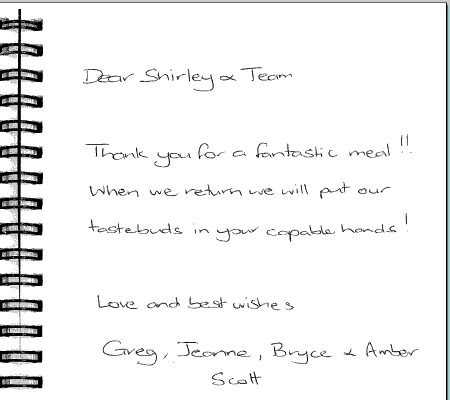 Dear Shirley & Team
Thank you for a fantastic meal!!
When we return we will put our
tastebuds in your capable hands!
Love and best wishes
Greg, Jeanne, Bryce & Amber
Scott